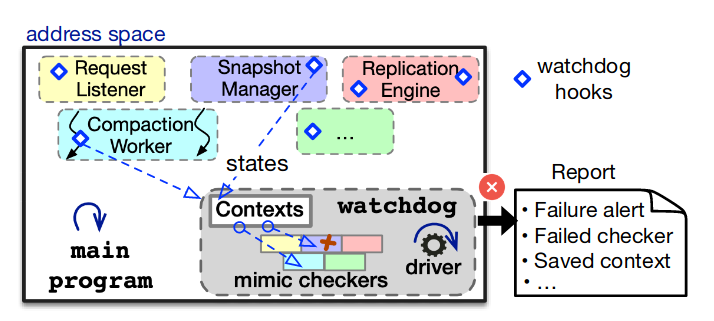 address space
Request
Listener
Snapshot
Manager
Replication
Engine
watchdog
hooks
Compaction
Worker
...
states
Report
Contexts
watchdog
• Failure alert
• Failed checker
• Saved context
• ...
main
program
driver
mimic checkers